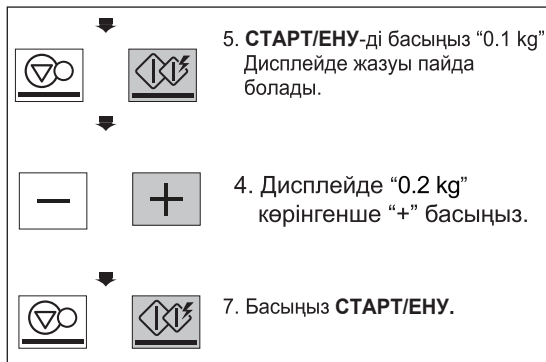 5. СТАРТ/ЕНУ-ді басыңыз “0.1 kg”
Дисплейде жазуы пайда
болады.
4. Дисплейде “0.2 kg”
көрінгенше “+” басыңыз.
7. Басыңыз СТАРТ/ЕНУ.